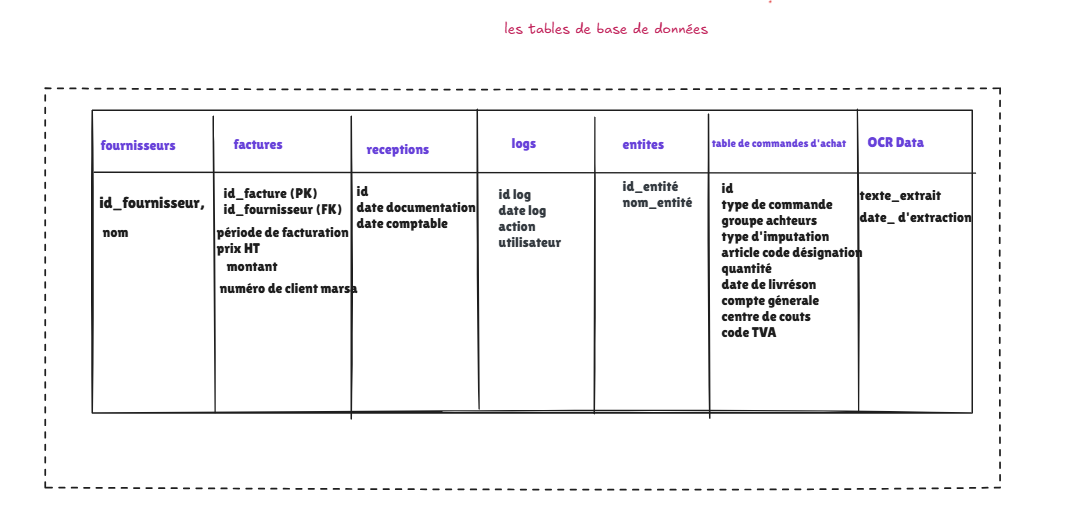 les tables de base de données
fournisseurs
factures
receptions
logs
entites
table de commandes d'achat
OCR Data
id_fournisseur,
nom
id_facture (PK)
id_fournisseur (FK)
période de facturation
prix HT
montant
numéro de client marsa
id
date documentation
date comptable
id log
date log
action
utilisateur
id_entité
nom_entité
id
type de commande
groupe achteurs
type d'imputation
article code désignation
quantité
date de livréson
compte génerale
centre de couts
code TVA
texte_extrait
date_ d'extraction